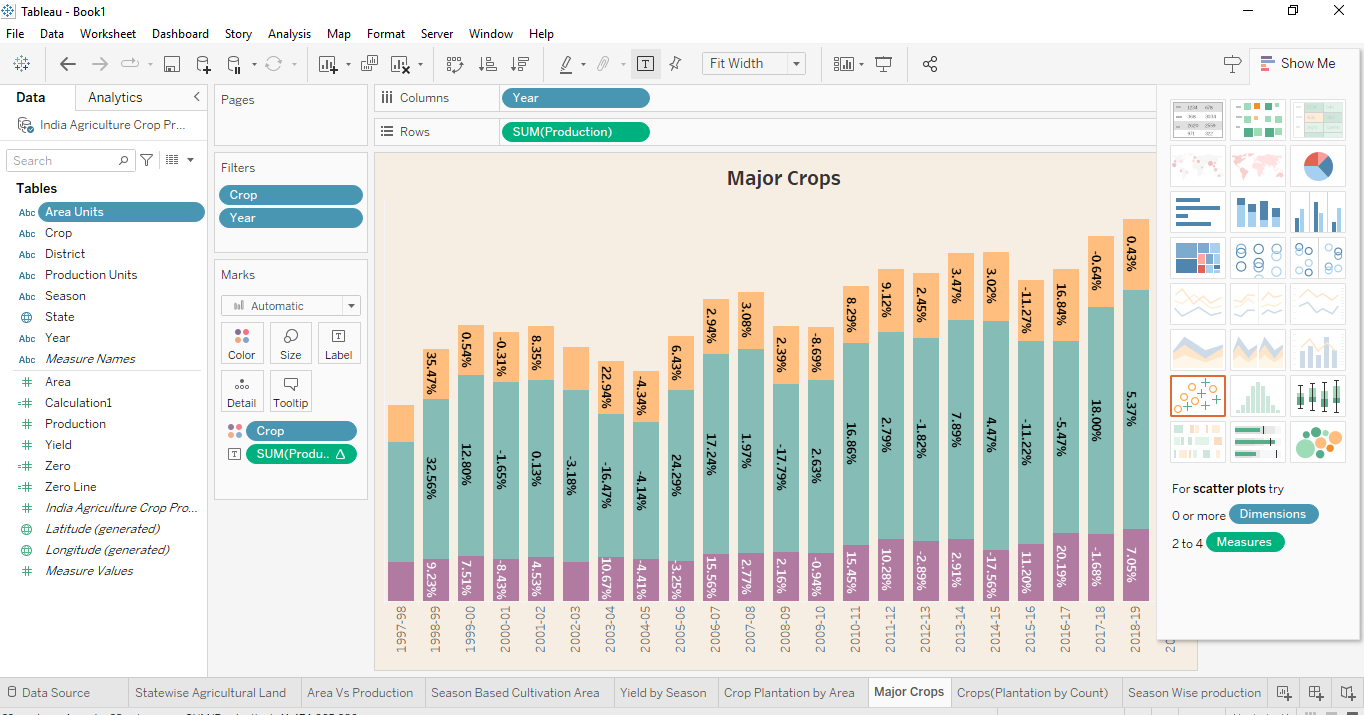 Tableau - Book1
File Data Worksheet Dashboard Story Analysis Map Format Server Window Help
Fit Width
Show Me
Data Analytics
India Agriculture Crop Pr...
Search
Tables
Abc Area Units
Abc Crop
Abc District
Abc Production Units
Abc Season
State
Abc Year
Abc Measure Names
Area
Calculation1
Production
Yield
Zero
Zero Line
India Agriculture Crop Pro...
Latitude (generated)
Longitude (generated)
Measure Values
Pages
Filters
Crop
Year
Marks
Automatic
Color Size Label
Detail Tooltip
Crop
SUM(Produ..
Columns Year
Rows SUM(Production)
Major Crops
35.47% 0.54% -0.31% 8.35% 22.94% -4.34% 6.43% 2.94% 3.08% 2.39% -8.69% 8.29% 9.12% 2.45% 3.47% 3.02% -11.27% 16.84% -0.64% 0.43%
32.56% 12.80% -1.65% 0.13% -3.18% -16.47% -4.14% 24.29% 17.24% 1.97% -17.79% 2.63% 16.86% 2.79% -1.82% 7.89% 4.47% -11.22% -5.47% 18.00% 5.37%
9.23% 7.51% -8.43% 4.53% 10.67% -4.41% -3.25% 15.56% 2.77% 2.16% -0.94% 15.45% 10.28% -2.89% 2.91% -17.56% 11.20% 20.19% -1.68% 7.05%
1997-98 1998-99 1999-00 2000-01 2001-02 2002-03 2003-04 2004-05 2005-06 2006-07 2007-08 2008-09 2009-10 2010-11 2011-12 2012-13 2013-14 2014-15 2015-16 2016-17 2017-18 2018-19
For scatter plots try
0 or more Dimensions
2 to 4 Measures
Data Source Statewise Agricultural Land Area Vs Production Season Based Cultivation Area Yield by Season Crop Plantation by Area Major Crops Crops(Plantation by Count) Season Wise production